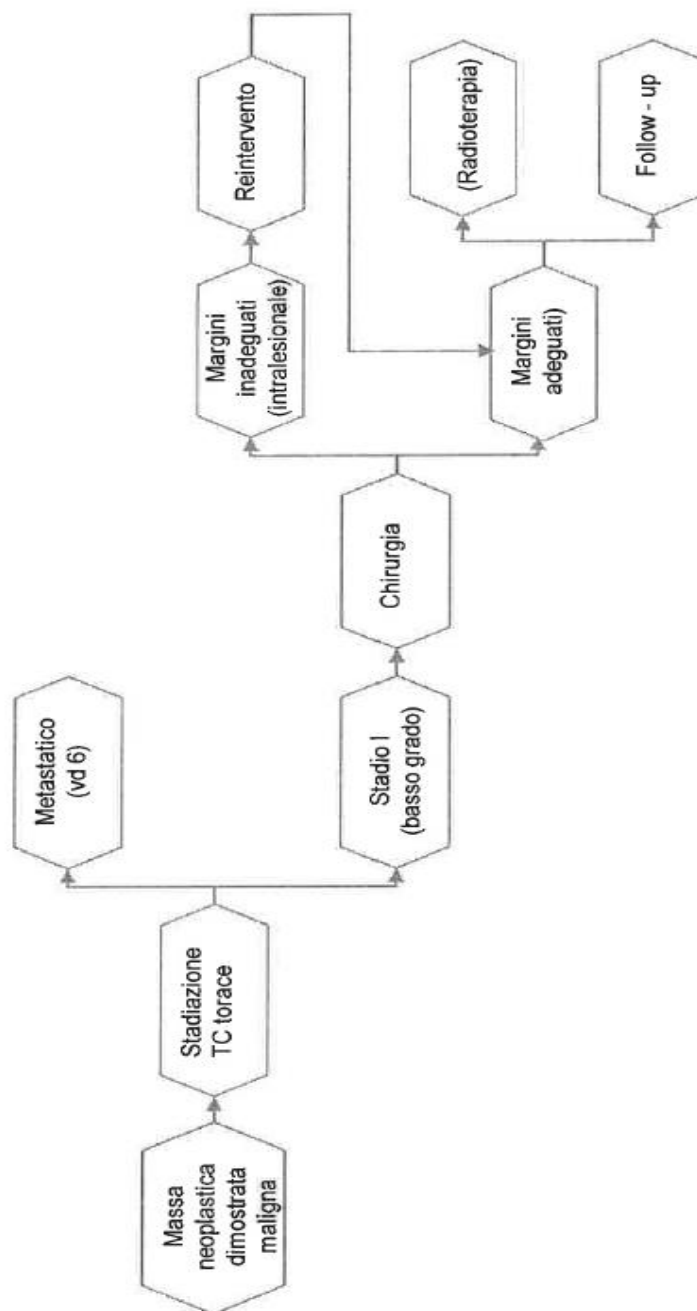 Massa
neoplastica
dimostrata
maligna
Stadiazione
TC torace
Metastatico
(vd 6)
Stadio I
(basso grado)
Chirurgia
Margini
inadeguati
(intralesionale)
Reintervento
Margini
adeguati)
(Radioterapia)
Follow - up